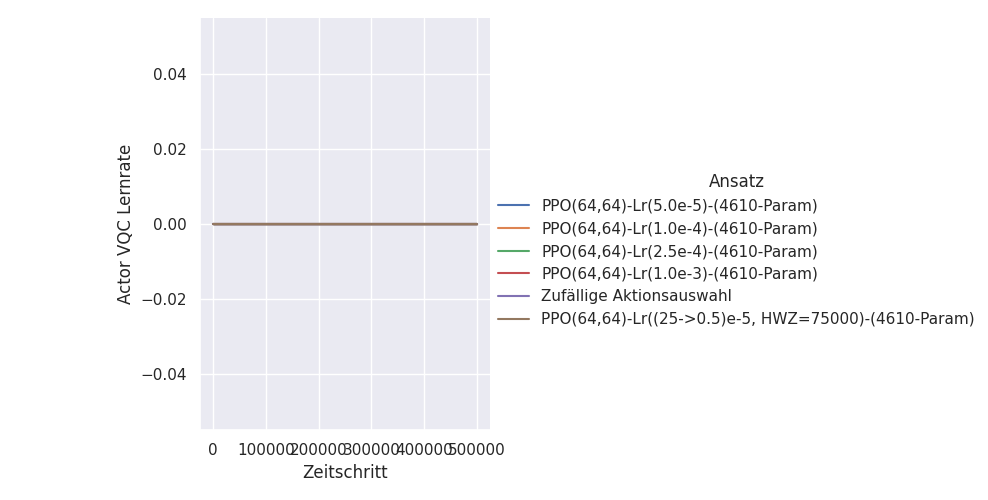 0.04
0.02
0.00
−0.02
−0.04
Actor VQC Lernrate
0 100000 200000 300000 400000 500000
Zeitschritt
Ansatz
PPO(64,64)-Lr(5.0e-5)-(4610-Param)
PPO(64,64)-Lr(1.0e-4)-(4610-Param)
PPO(64,64)-Lr(2.5e-4)-(4610-Param)
PPO(64,64)-Lr(1.0e-3)-(4610-Param)
Zufällige Aktionsauswahl
PPO(64,64)-Lr((25->0.5)e-5, HWZ=75000)-(4610-Param)